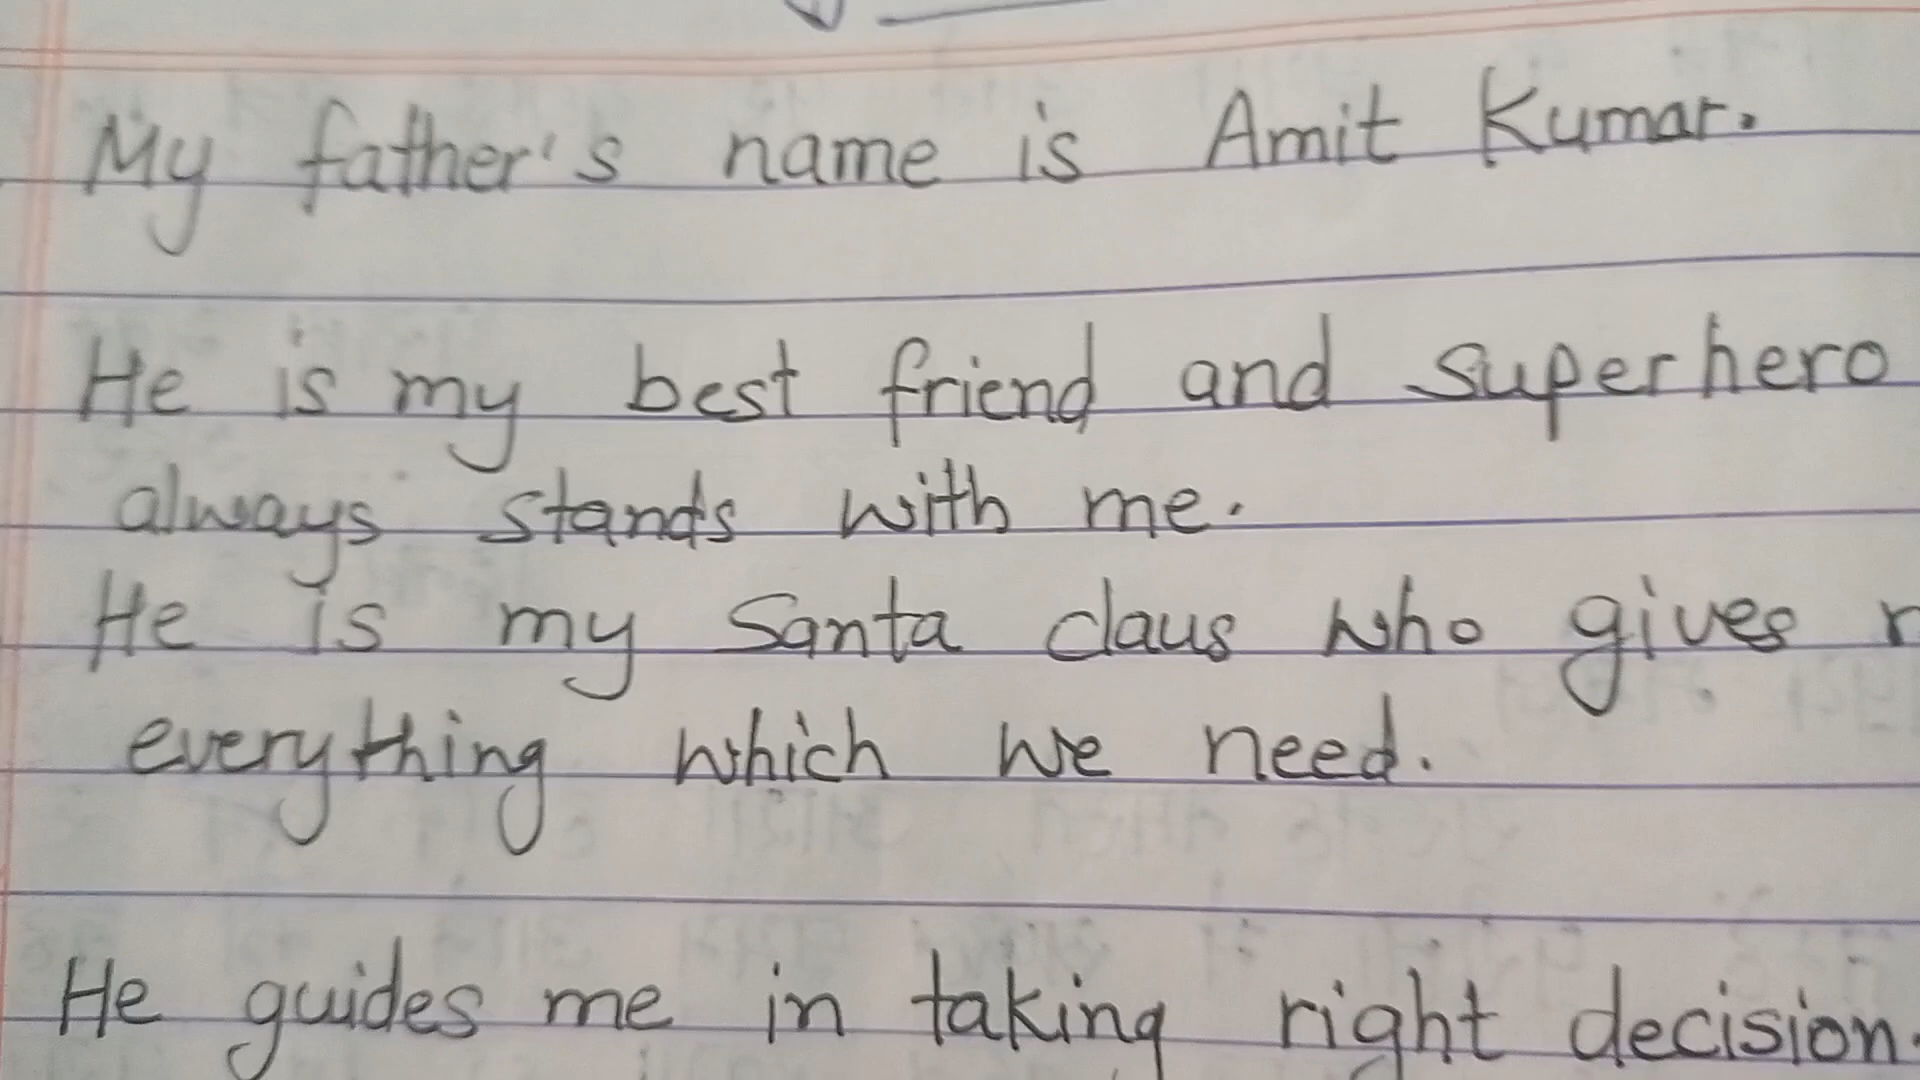 My father's name is Amit Kumar.
He is my best friend and superhero
always stands with me.
He is my Santa claus who gives
everything which we need.
He guides me in taking right decision.